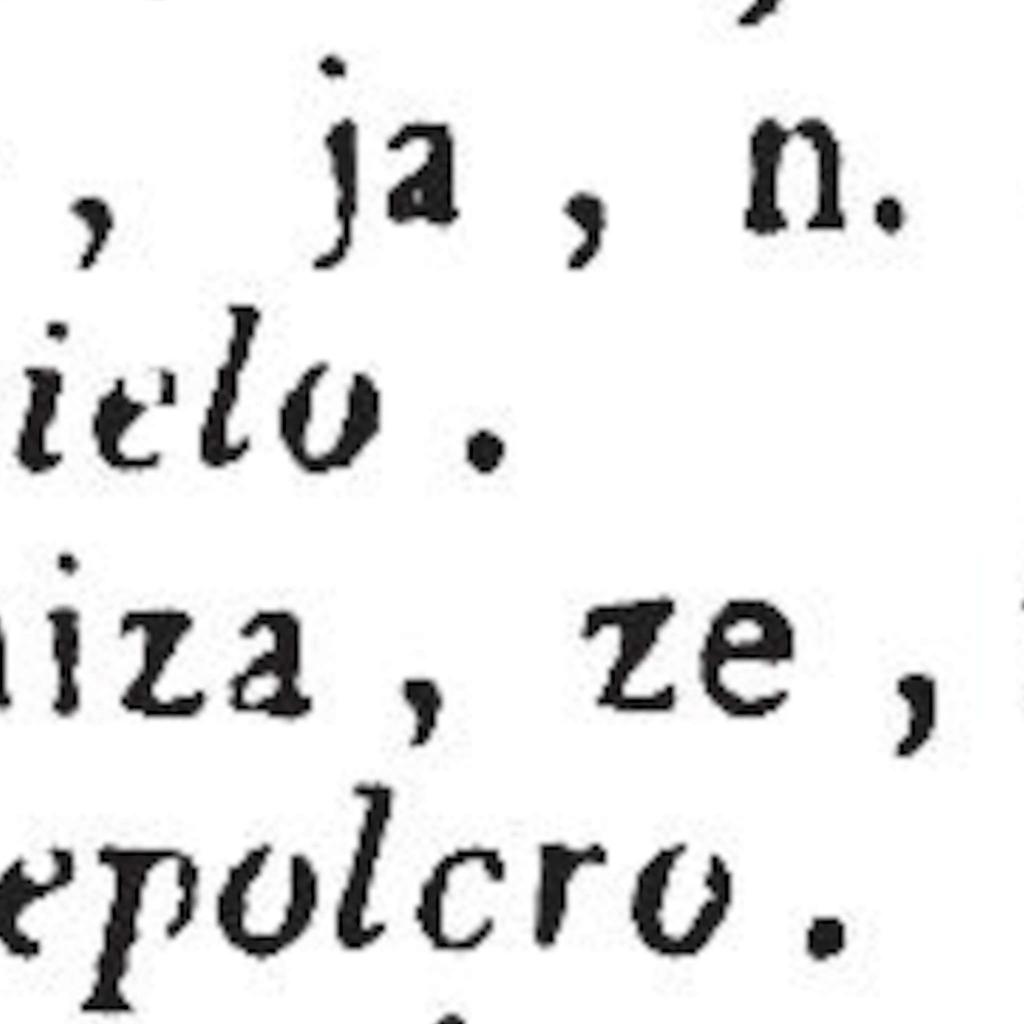 , ja , n.
ielo .
iza , ze ,
epolcro .